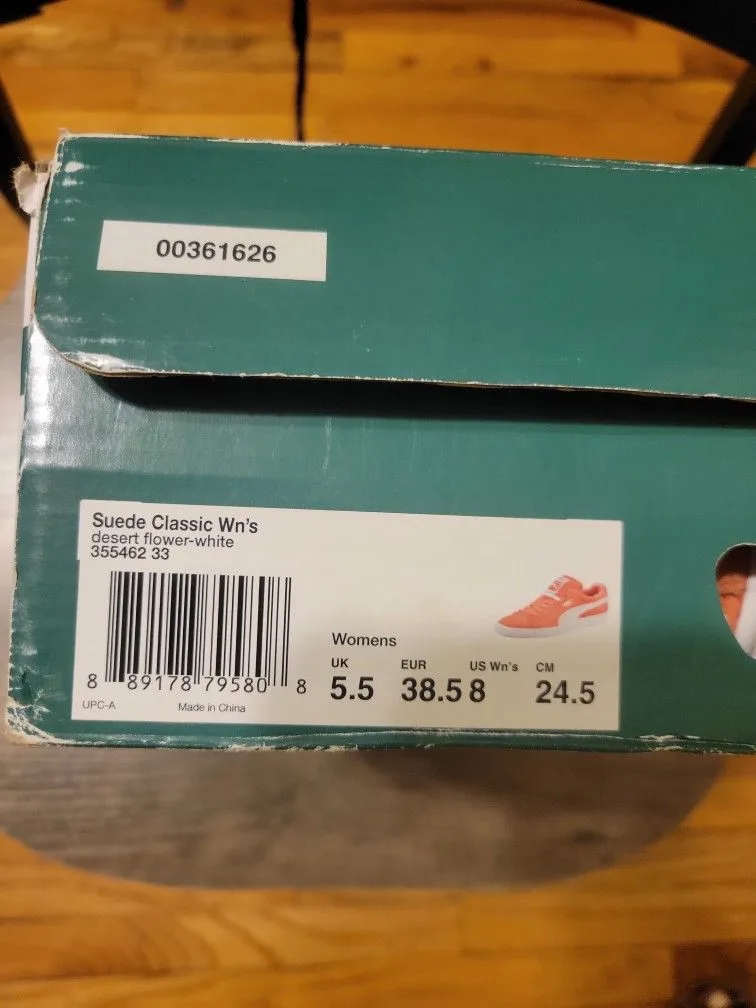 00361626
Suede Classic Wn's
desert flower-white
355462 33
8 89178 79580 8
UPC-A
Made in China
Womens
UK EUR US Wn's CM
5.5 38.5 8 24.5